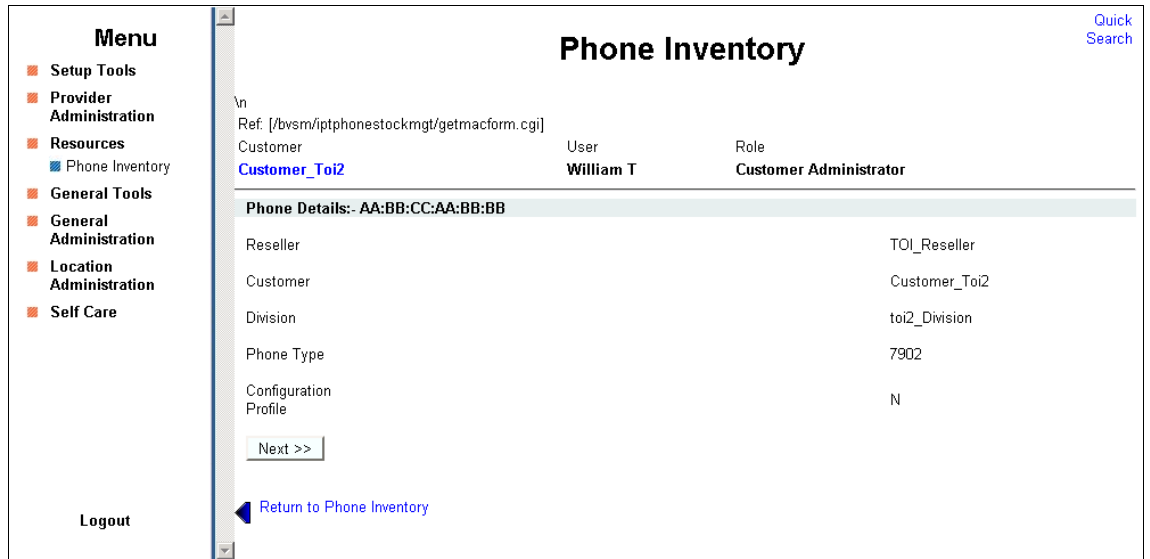 Menu
Setup Tools
Provider
Administration
Resources
Phone Inventory
General Tools
General
Administration
Location
Administration
Self Care
Logout
Quick
Search
Phone Inventory
\n
Ref: [/bvsm/iptphonestockmgt/getmacform.cgi]
Customer User Role
Customer_Toi2 William T Customer Administrator
Phone Details:- AA:BB:CC:AA:BB:BB
Reseller TOI_Reseller
Customer Customer_Toi2
Division toi2_Division
Phone Type 7902
Configuration
Profile N
Next >>
Return to Phone Inventory